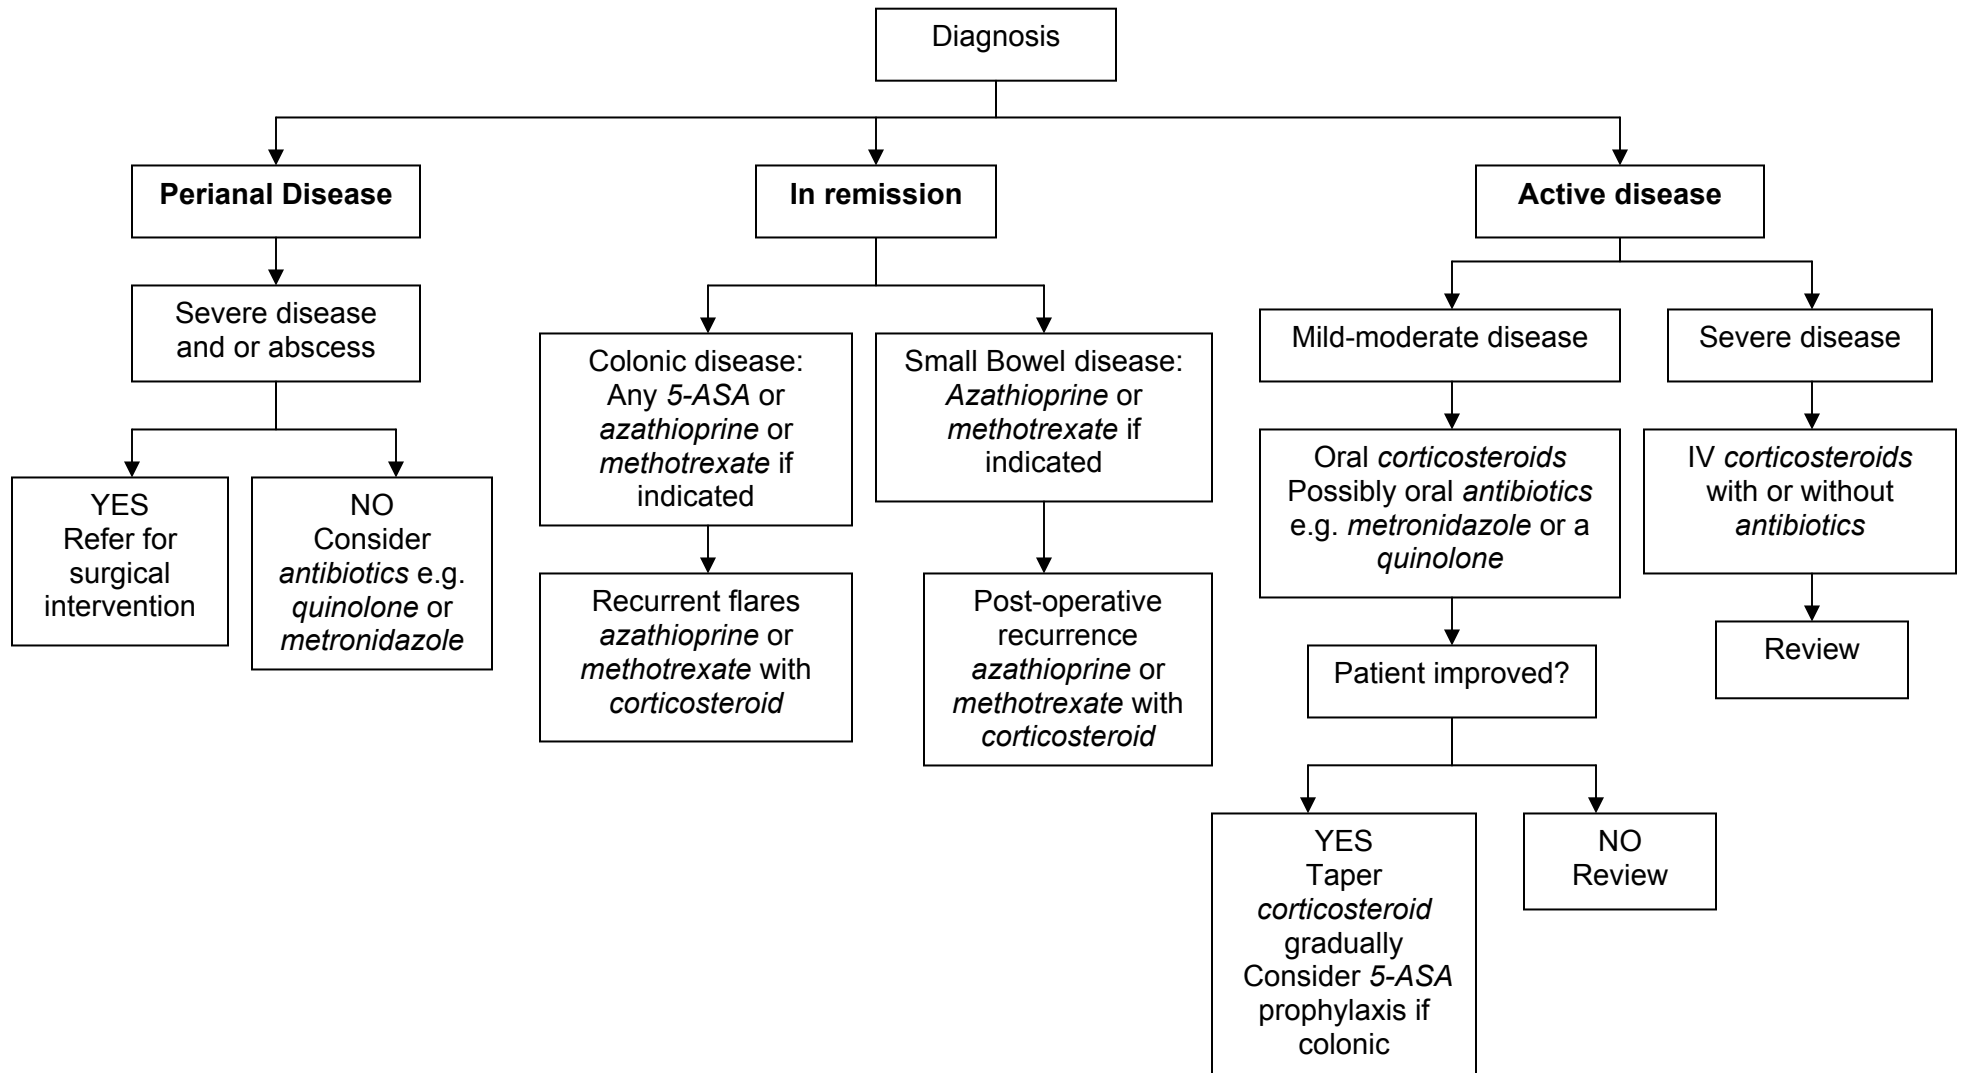 Diagnosis
Perianal Disease
In remission
Active disease
Severe disease
and or abscess
YES
Refer for
surgical
intervention
NO
Consider
antibiotics e.g.
quinolone or
metronidazole
Colonic disease:
Any 5-ASA or
azathioprine or
methotrexate if
indicated
Recurrent flares
azathioprine or
methotrexate with
corticosteroid
Small Bowel disease:
Azathioprine or
methotrexate if
indicated
Post-operative
recurrence
azathioprine or
methotrexate with
corticosteroid
Mild-moderate disease
Oral corticosteroids
Possibly oral antibiotics
e.g. metronidazole or a
quinolone
Patient improved?
YES
Taper
corticosteroid
gradually
Consider 5-ASA
prophylaxis if
colonic
NO
Review
Severe disease
IV corticosteroids
with or without
antibiotics
Review